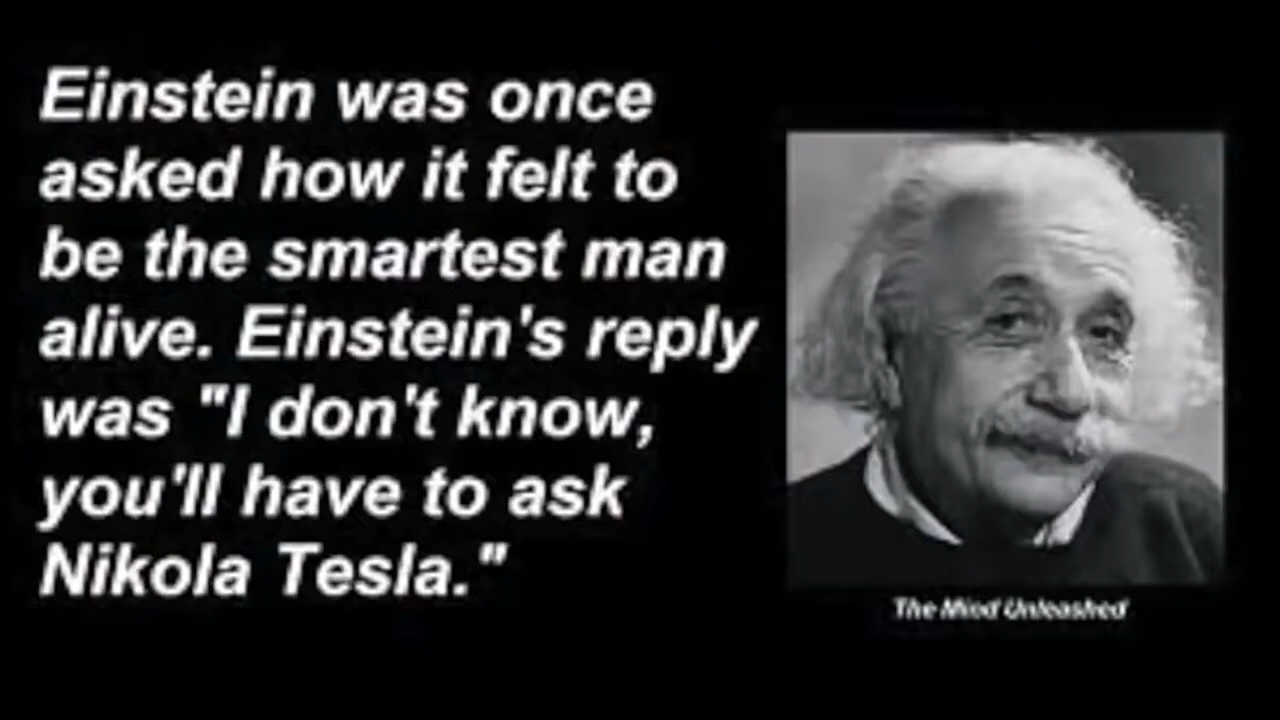 Einstein was once
asked how it felt to
be the smartest man
alive. Einstein's reply
was "I don't know,
you'll have to ask
Nikola Tesla."
The Mind Unleashed